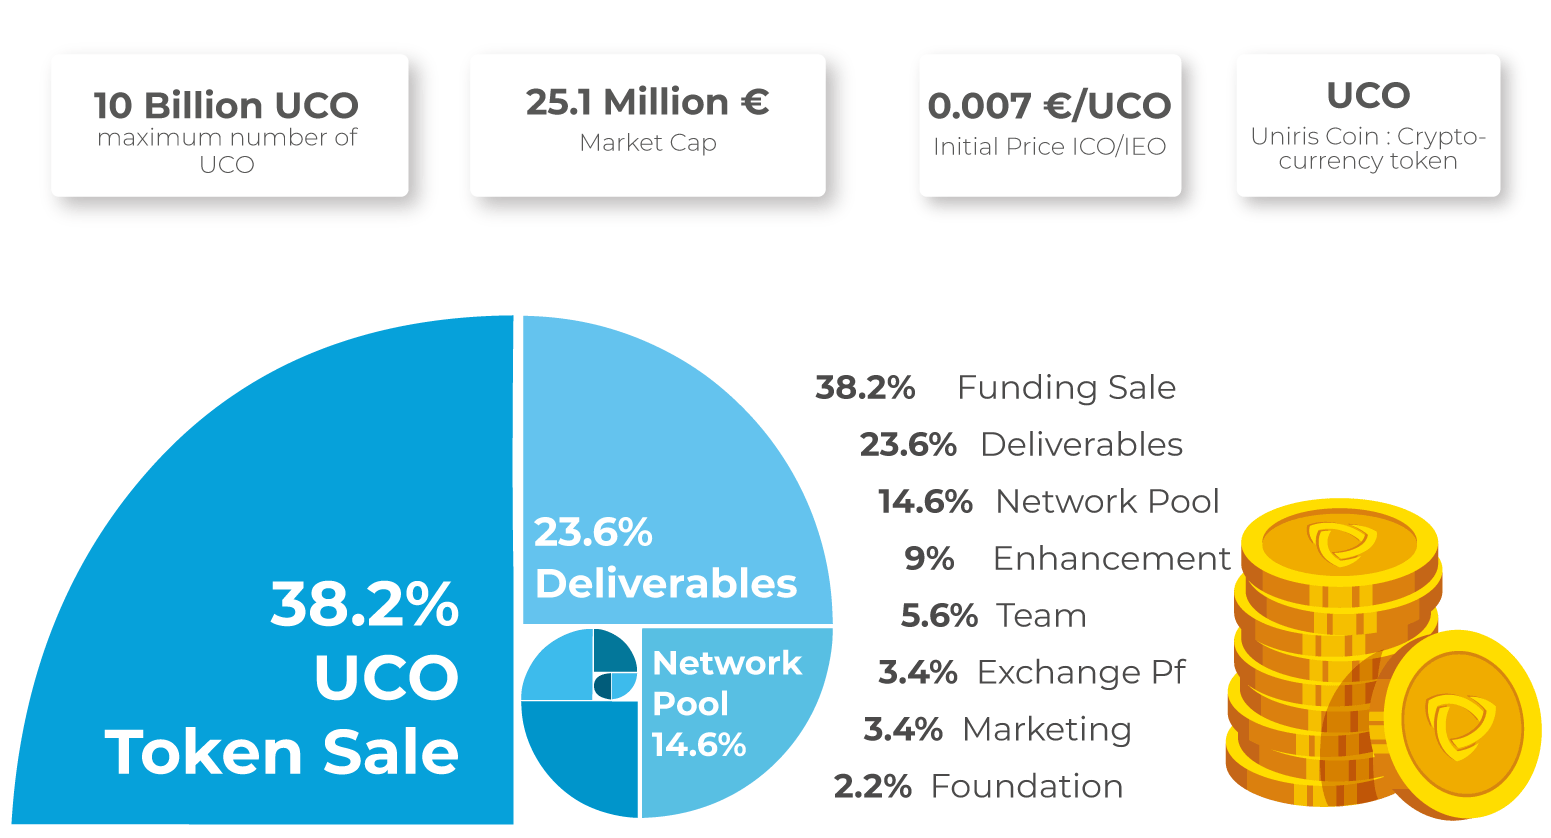 10 Billion UCO
maximum number of
UCO
25.1 Million €
Market Cap
0.007 €/UCO
Initial Price ICO/IEO
UCO
Uniris Coin : Crypto-
currency token
38.2%
UCO
Token Sale
23.6%
Deliverables
Network
Pool
14.6%
38.2% Funding Sale
23.6% Deliverables
14.6% Network Pool
9% Enhancement
5.6% Team
3.4% Exchange Pf
3.4% Marketing
2.2% Foundation